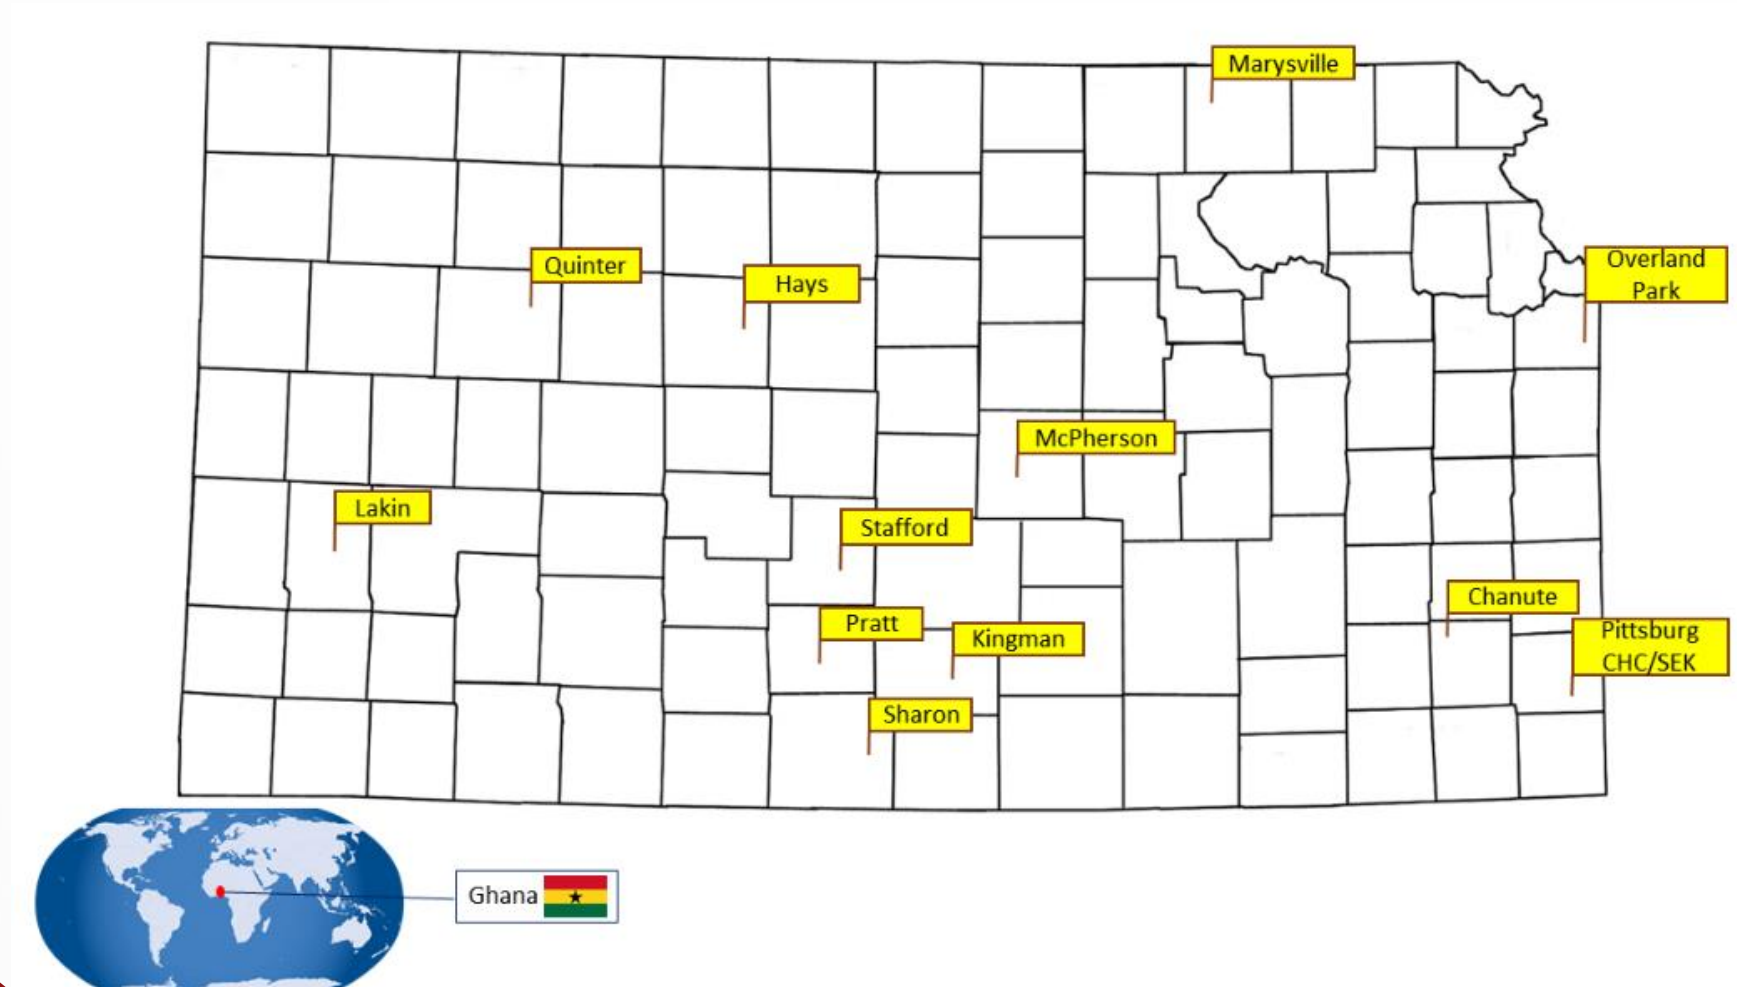 Marysville
Quinter
Hays
Overland
Park
McPherson
Lakin
Stafford
Chanute
Pratt
Kingman
Pittsburg
CHC/SEK
Sharon
Ghana